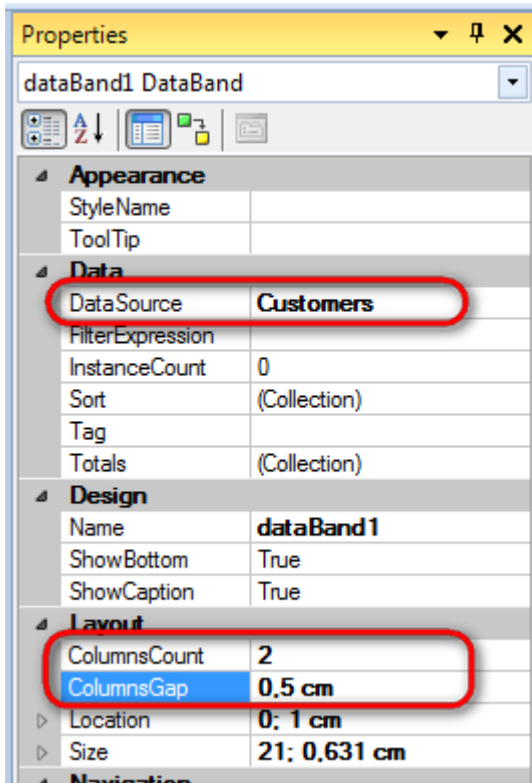 Properties
dataBand1 DataBand
Appearance
StyleName
ToolTip
Data
DataSource Customers
FilterExpression
InstanceCount 0
Sort (Collection)
Tag
Totals (Collection)
Design
Name dataBand1
ShowBottom True
ShowCaption True
Layout
ColumnsCount 2
ColumnsGap 0,5 cm
Location 0; 1 cm
Size 21; 0,631 cm
Navigation